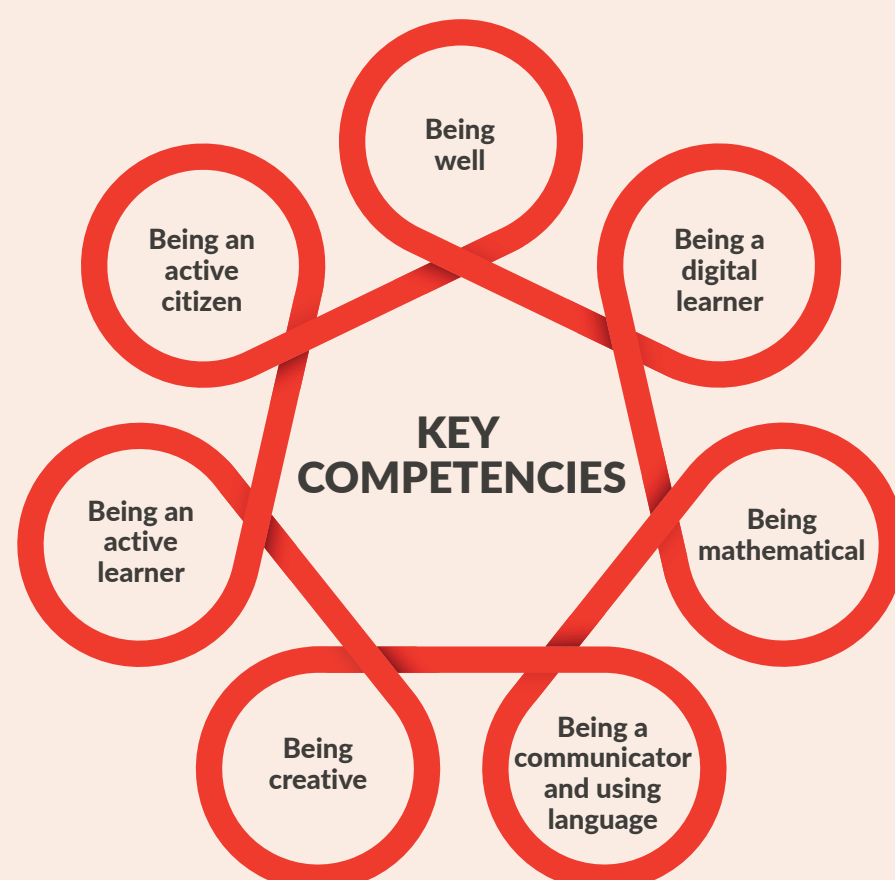 Being
well
Being an
active
citizen
Being a
digital
learner
KEY
COMPETENCIES
Being an
active
learner
Being
mathematical
Being
creative
Being a
communicator
and using
language